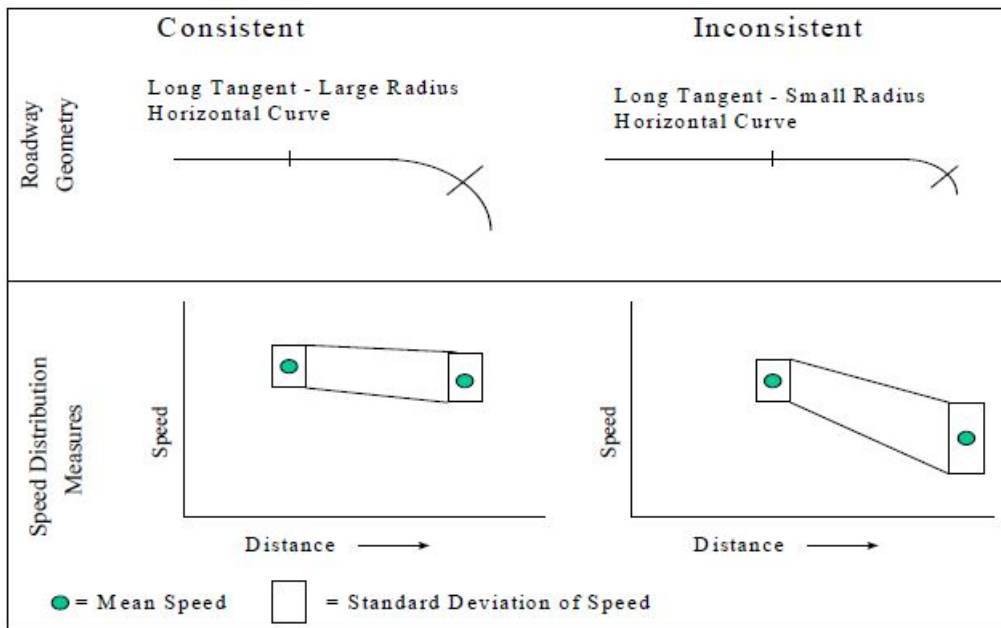 Consistent
Inconsistent
Roadway
Geometry
Long Tangent - Large Radius
Horizontal Curve
Long Tangent - Small Radius
Horizontal Curve
Speed Distribution
Measures
Speed
Distance
Speed
Distance
= Mean Speed
= Standard Deviation of Speed